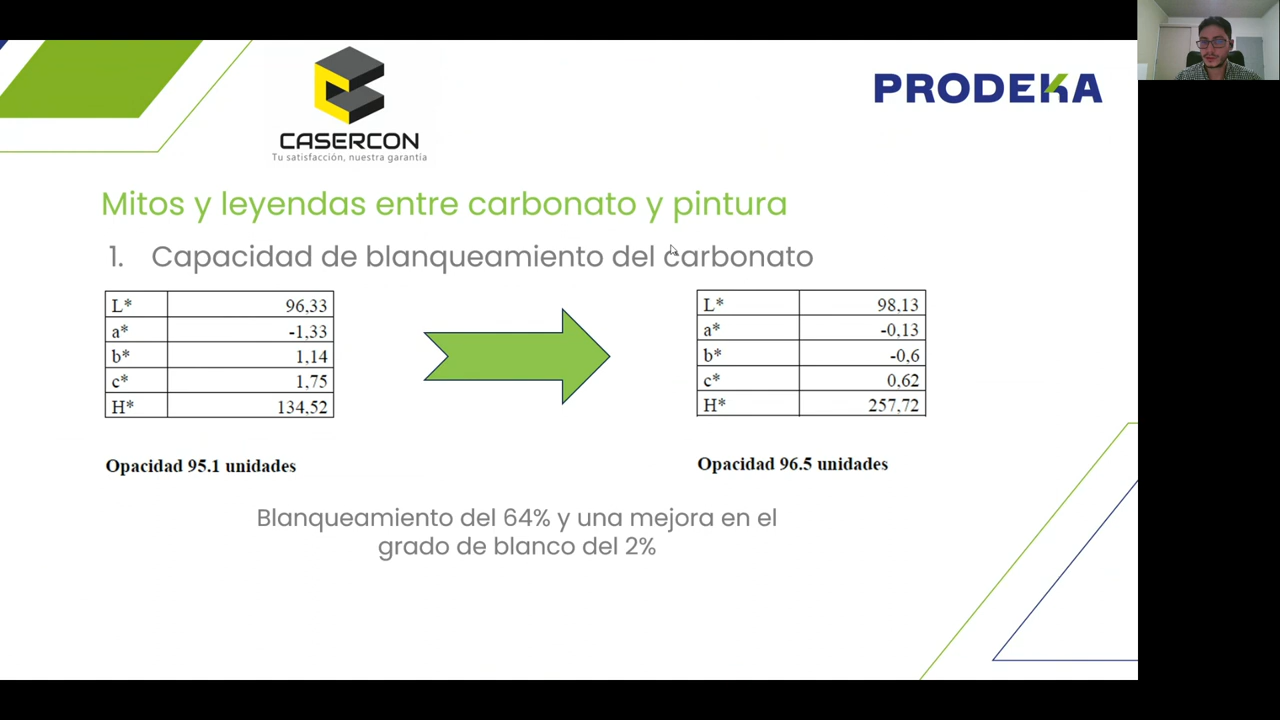 CASERCON
Tu satisfacción, nuestra garantía
PRODEKA
Mitos y leyendas entre carbonato y pintura
1. Capacidad de blanqueamiento del carbonato
L* 96,33
a* -1,33
b* 1,14
c* 1,75
H* 134,52
Opacidad 95.1 unidades
L* 98,13
a* -0,13
b* -0,6
c* 0,62
H* 257,72
Opacidad 96.5 unidades
Blanqueamiento del 64% y una mejora en el
grado de blanco del 2%